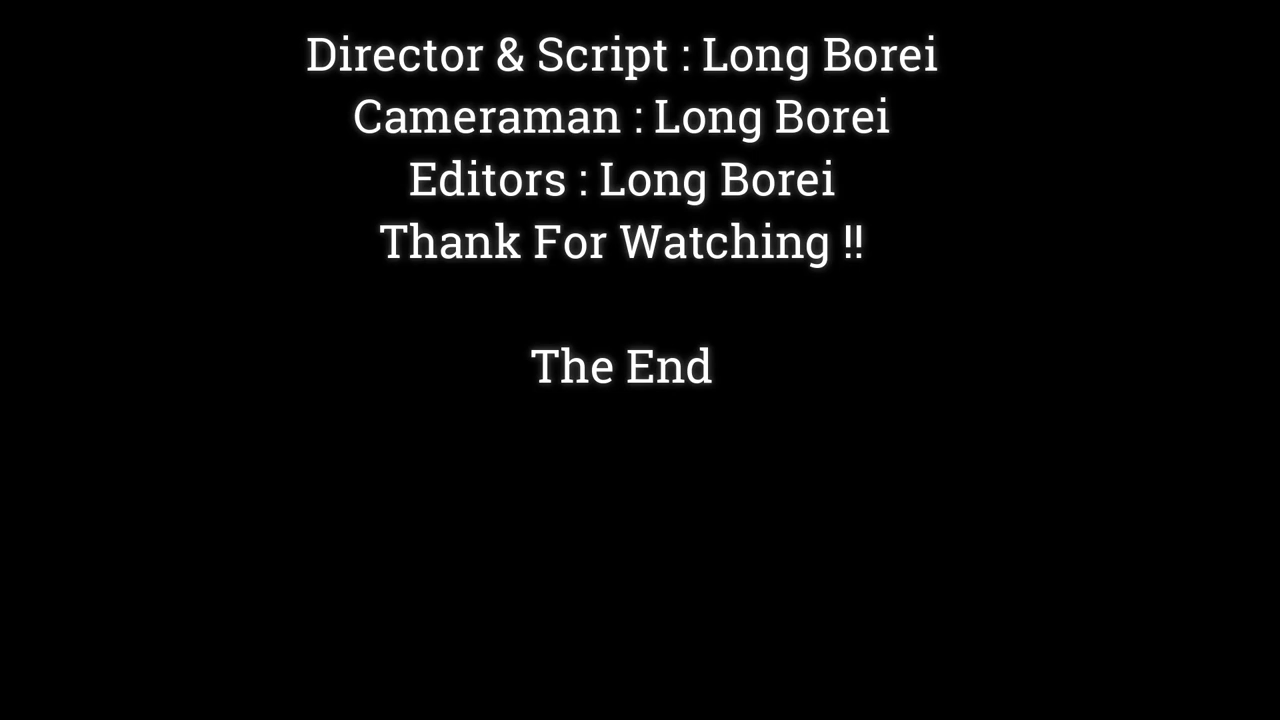 Director & Script : Long Borei
Cameraman : Long Borei
Editors : Long Borei
Thank For Watching !!
The End